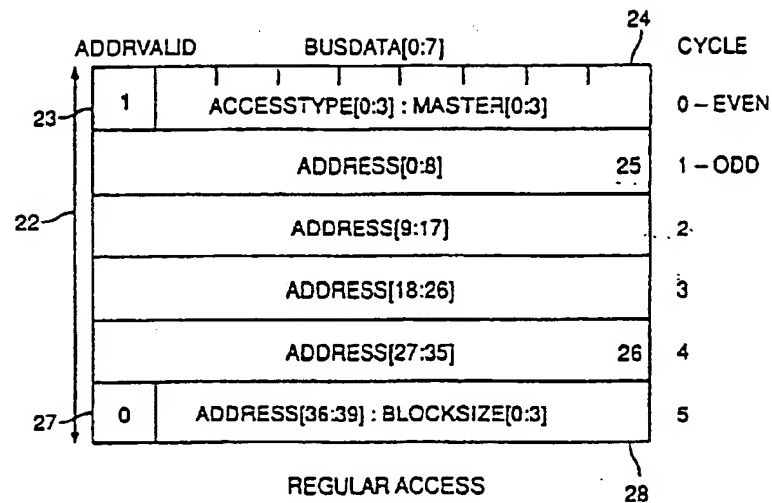 24
ADDRVALID BUSDATA[0:7] CYCLE
23 1 ACCESSTYPE[0:3] : MASTER[0:3] 0 – EVEN
ADDRESS[0:8] 25 1 – ODD
22 ADDRESS[9:17] 2
ADDRESS[18:26] 3
ADDRESS[27:35] 26 4
27 0 ADDRESS[36:39] : BLOCKSIZE[0:3] 5
REGULAR ACCESS 28